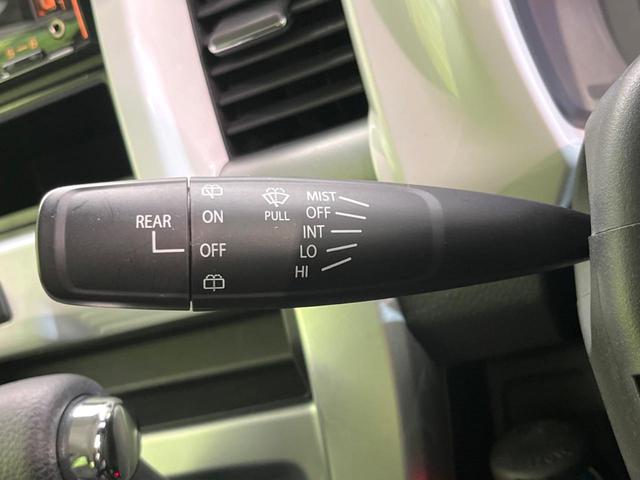 REAR
ON
OFF
PULL
MIST
OFF
INT
LO
HI